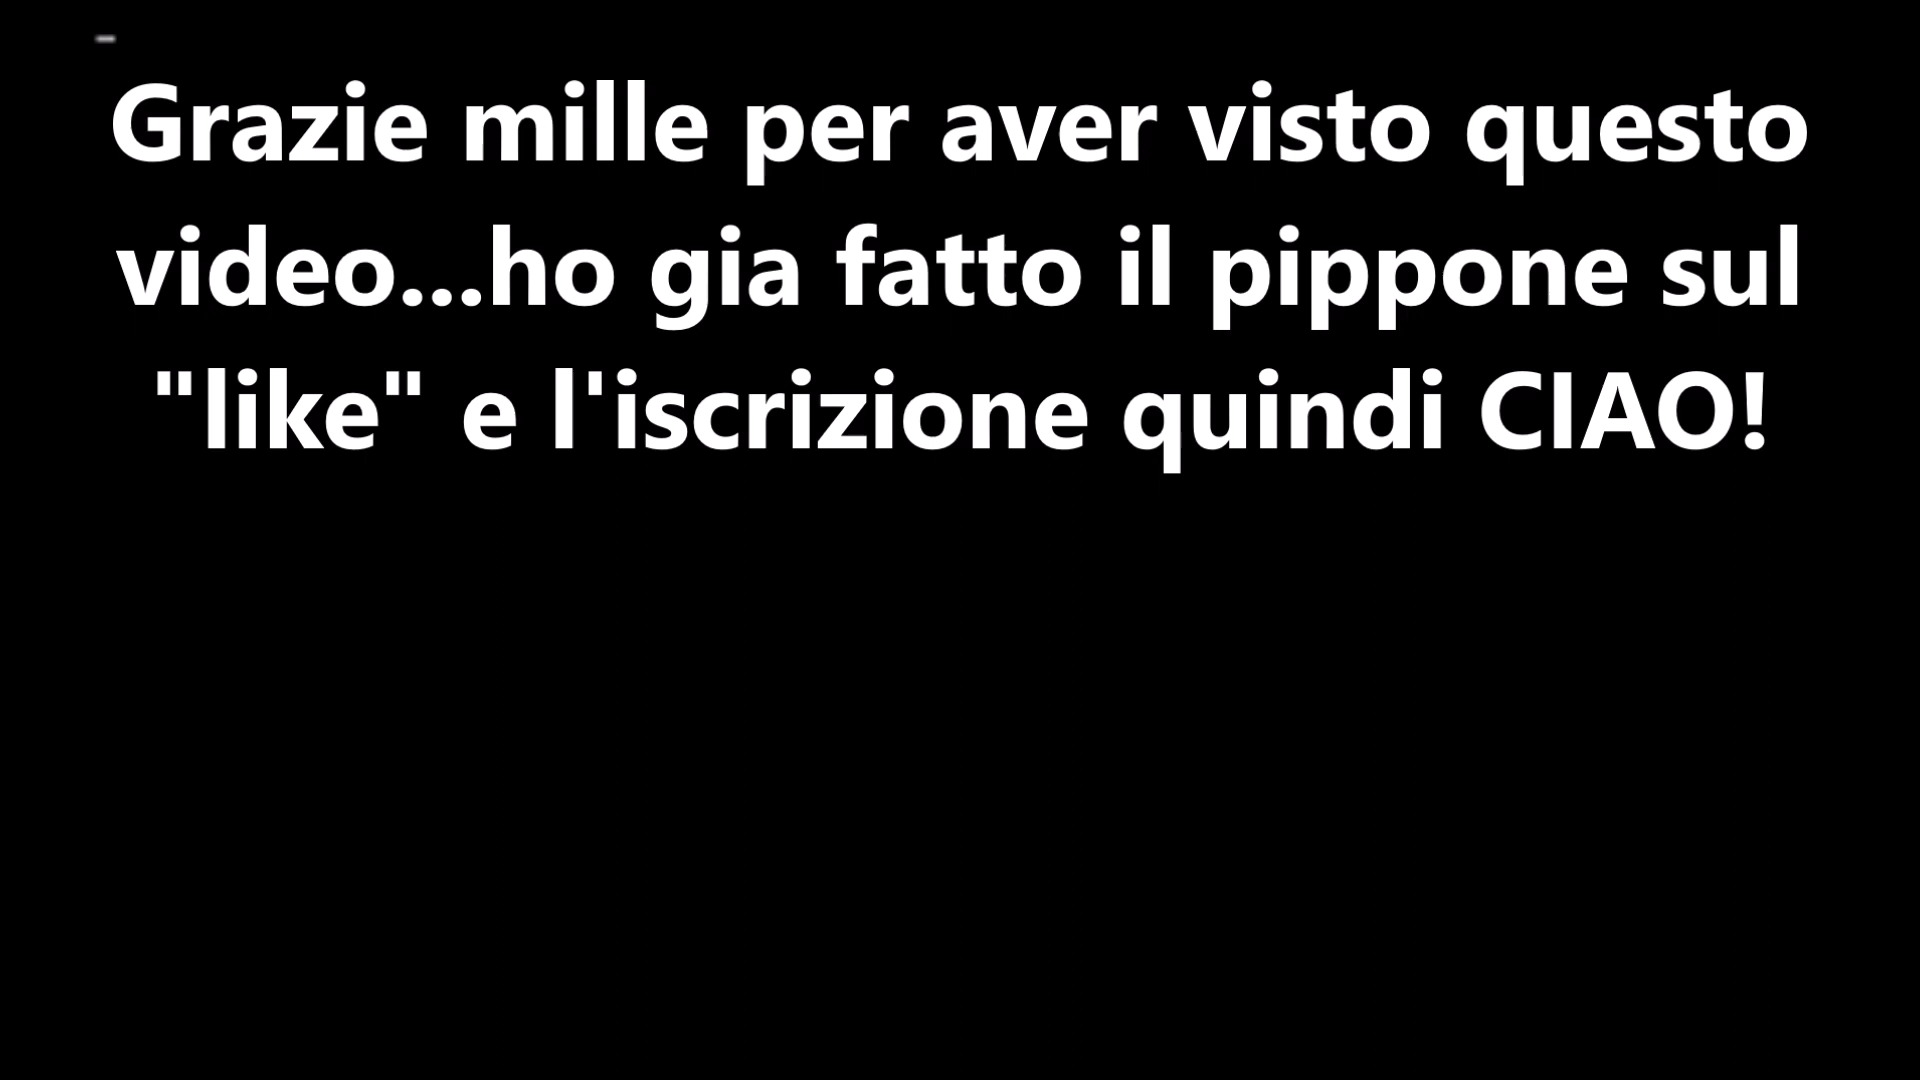 Grazie mille per aver visto questo
video...ho gia fatto il pippone sul
"like" e l'iscrizione quindi CIAO!